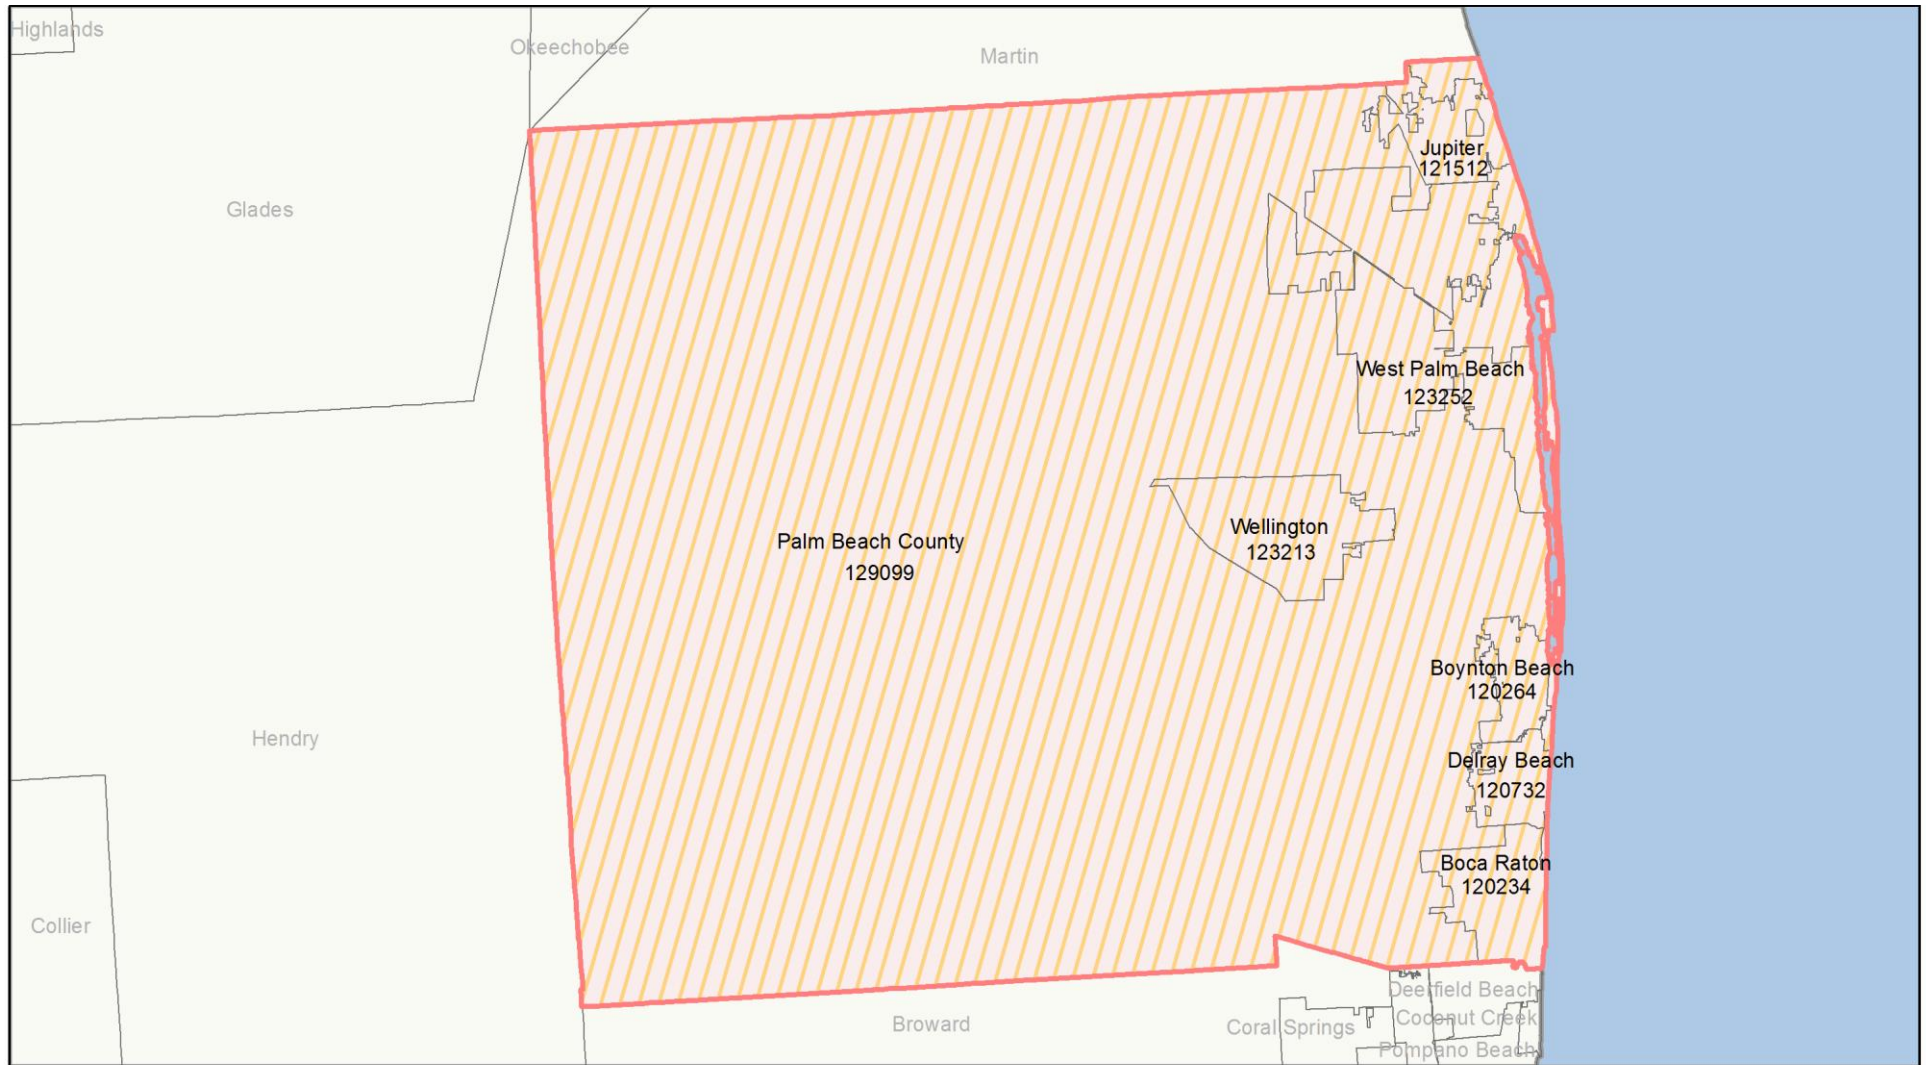 Highlands
Okeechobee
Martin
Jupiter
121512
Glades
West Palm Beach
123252
Wellington
123213
Palm Beach County
129099
Boynton Beach
120264
Hendry
Delray Beach
120732
Boca Raton
120234
Collier
Deerfield Beach
Broward
Coral Springs
Coconut Creek
Pompano Beach